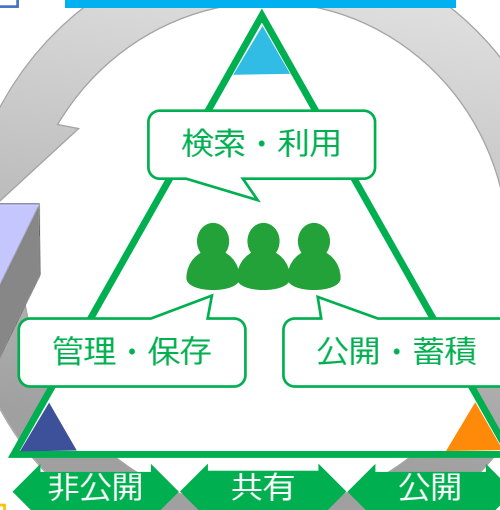 検索・利用
管理・保存
公開・蓄積
非公開
共有
公開